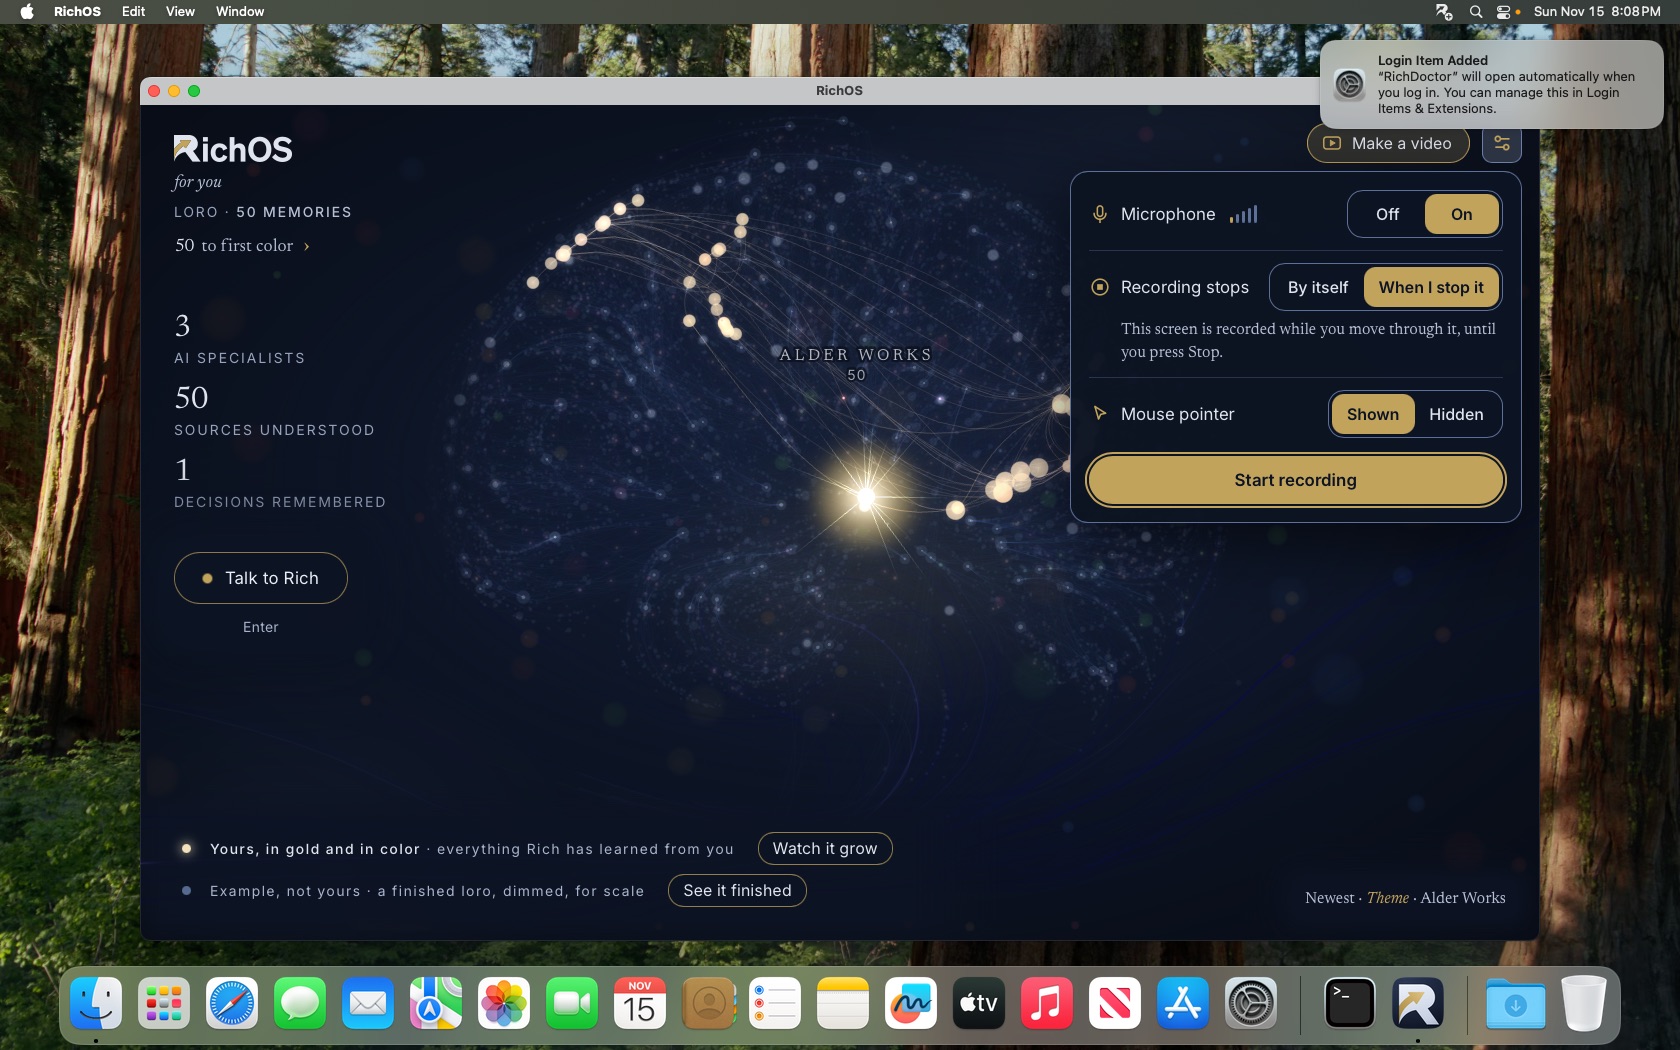 RichOS Edit View Window
Sun Nov 15 8:08 PM
Login Item Added
“RichDoctor” will open automatically when
you log in. You can manage this in Login
Items & Extensions.
RichOS
RichOS
for you
LORO · 50 MEMORIES
50 to first color ›
3
AI SPECIALISTS
50
SOURCES UNDERSTOOD
1
DECISIONS REMEMBERED
Talk to Rich
Enter
ALDER WORKS
50
Make a video
Microphone Off On
Recording stops By itself When I stop it
This screen is recorded while you move through it, until
you press Stop.
Mouse pointer Shown Hidden
Start recording
Yours, in gold and in color · everything Rich has learned from you Watch it grow
Example, not yours · a finished loro, dimmed, for scale See it finished
Newest · Theme · Alder Works
NOV
15
tv
>_